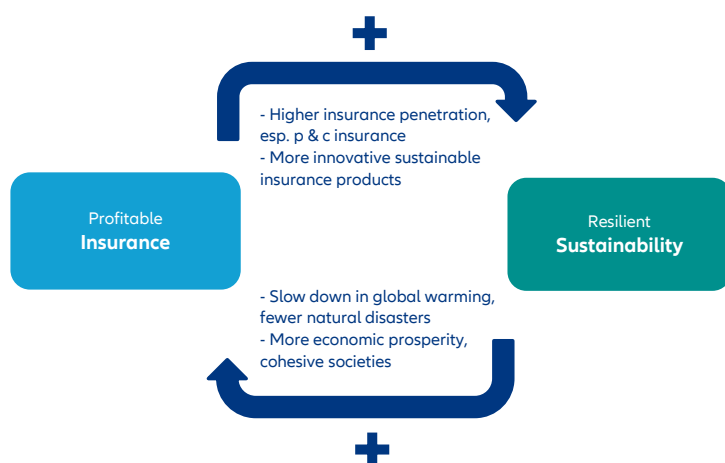 - Higher insurance penetration,
esp. p & c insurance
- More innovative sustainable
insurance products
Profitable
Insurance
Resilient
Sustainability
- Slow down in global warming,
fewer natural disasters
- More economic prosperity,
cohesive societies